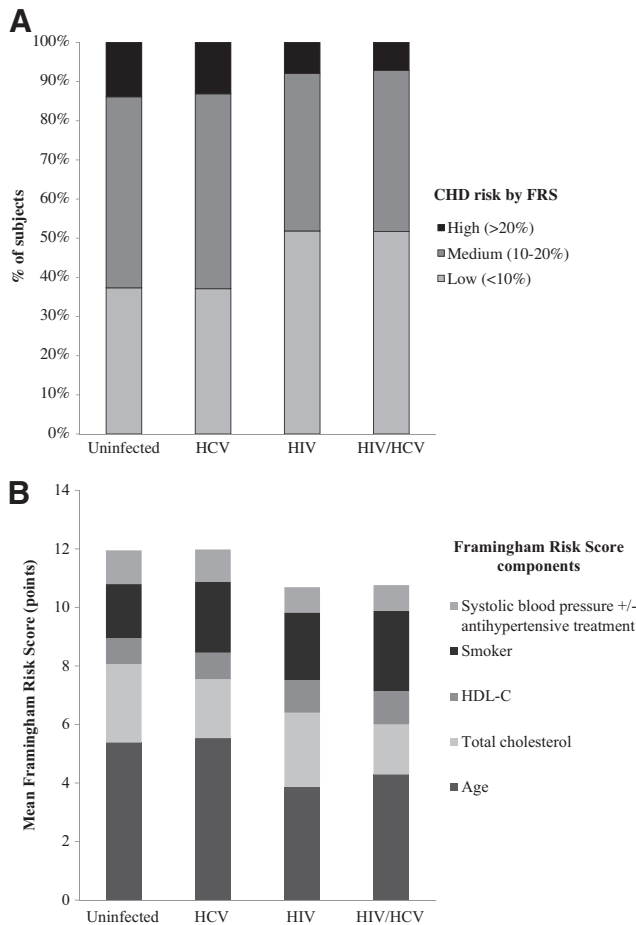 A
100%
90%
80%
70%
60%
50%
40%
30%
20%
10%
0%
% of subjects
Uninfected
HCV
HIV
HIV/HCV
CHD risk by FRS
High (>20%)
Medium (10-20%)
Low (<10%)
B
14
12
10
8
6
4
2
0
Mean Framingham Risk Score (points)
Uninfected
HCV
HIV
HIV/HCV
Framingham Risk Score
components
Systolic blood pressure +/-
antihypertensive treatment
Smoker
HDL-C
Total cholesterol
Age